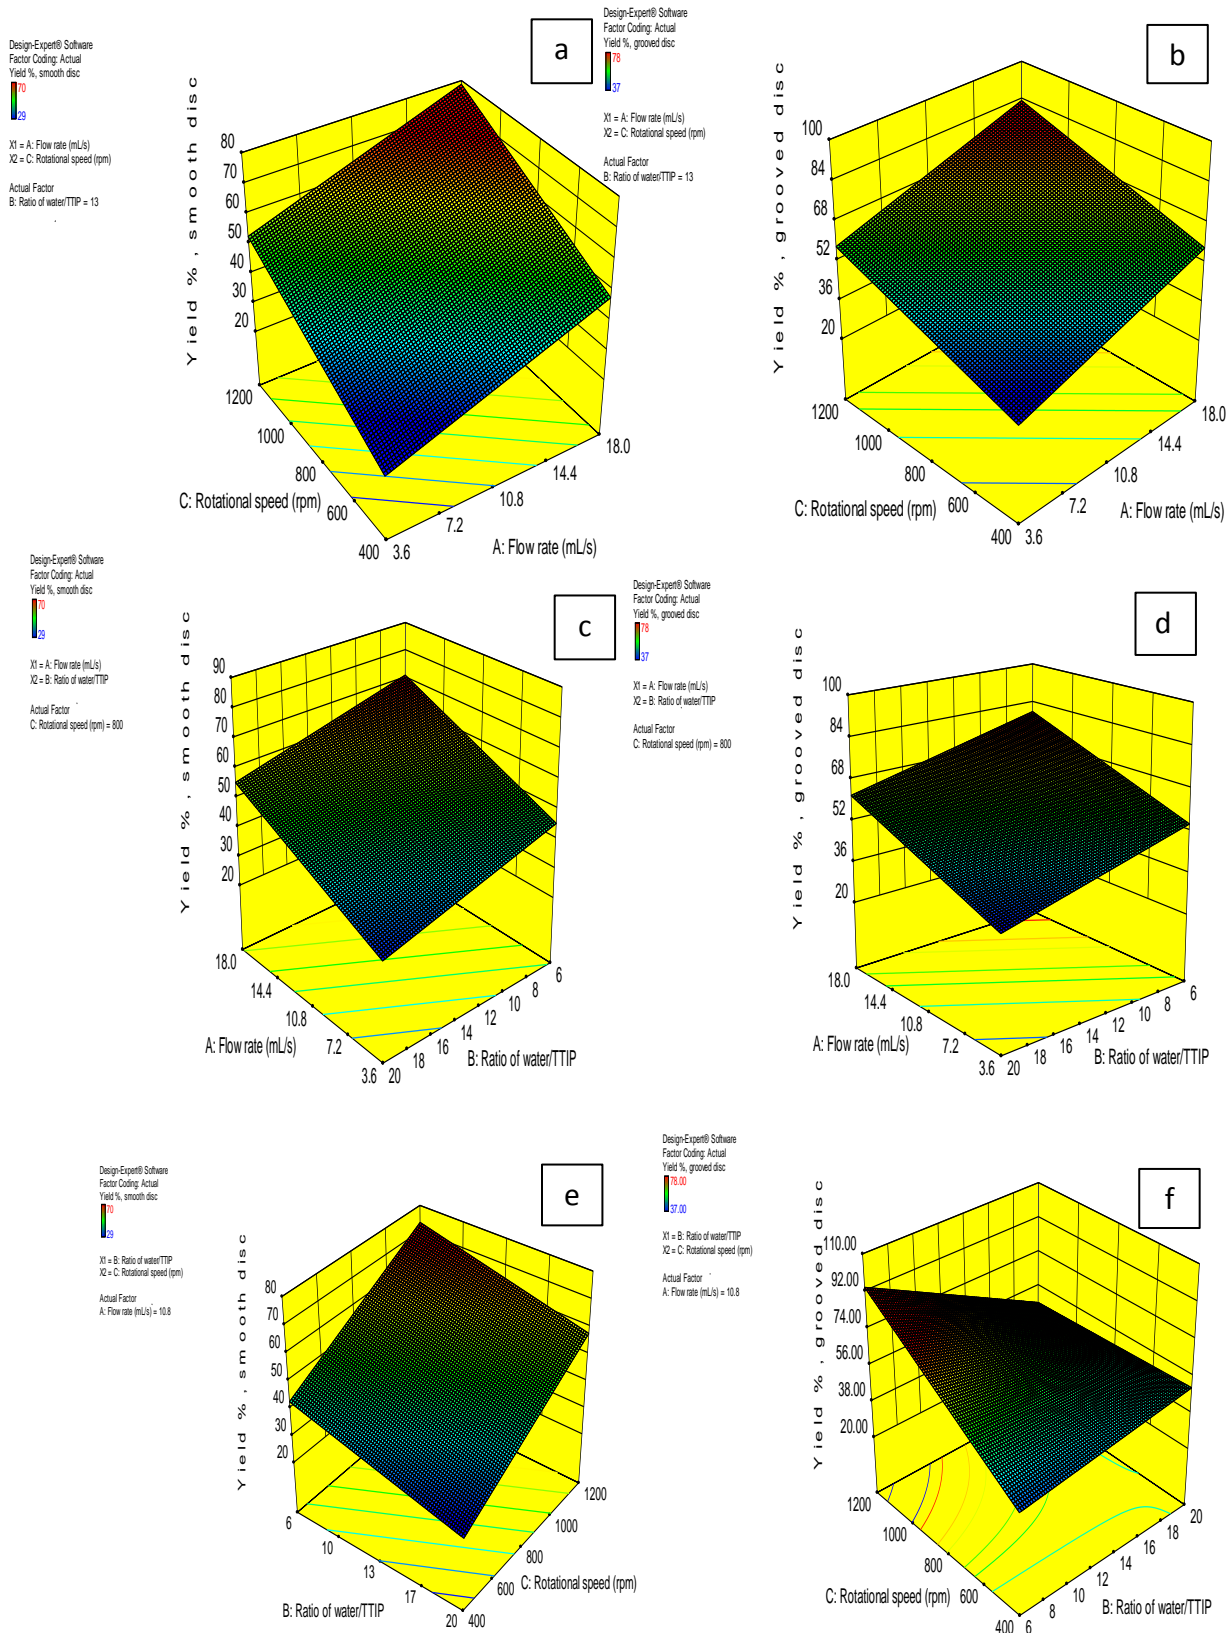 Design-Expert® Software
Factor Coding: Actual
Yield %, smooth disc
70
29
X1 = A: Flow rate (mL/s)
X2 = C: Rotational speed (rpm)
Actual Factor
B: Ratio of water/TTIP = 13
a
Yield %, smooth disc
80
70
60
50
40
30
20
1200
1000
800
600
400
C: Rotational speed (rpm)
3.6
7.2
10.8
14.4
18.0
A: Flow rate (mL/s)
Design-Expert® Software
Factor Coding: Actual
Yield %, grooved disc
78
37
X1 = A: Flow rate (mL/s)
X2 = C: Rotational speed (rpm)
Actual Factor
B: Ratio of water/TTIP = 13
b
Yield %, grooved disc
100
84
68
52
36
20
1200
1000
800
600
400
C: Rotational speed (rpm)
3.6
7.2
10.8
14.4
18.0
A: Flow rate (mL/s)
Design-Expert® Software
Factor Coding: Actual
Yield %, smooth disc
70
29
X1 = A: Flow rate (mL/s)
X2 = B: Ratio of water/TTIP
Actual Factor
C: Rotational speed (rpm) = 800
c
Yield %, smooth disc
90
80
70
60
50
40
30
20
18.0
14.4
10.8
7.2
3.6
A: Flow rate (mL/s)
20
18
16
14
12
10
8
6
B: Ratio of water/TTIP
Design-Expert® Software
Factor Coding: Actual
Yield %, grooved disc
78
37
X1 = A: Flow rate (mL/s)
X2 = B: Ratio of water/TTIP
Actual Factor
C: Rotational speed (rpm) = 800
d
Yield %, grooved disc
100
84
68
52
36
20
18.0
14.4
10.8
7.2
3.6
A: Flow rate (mL/s)
20
18
16
14
12
10
8
6
B: Ratio of water/TTIP
Design-Expert® Software
Factor Coding: Actual
Yield %, smooth disc
70
29
X1 = B: Ratio of water/TTIP
X2 = C: Rotational speed (rpm)
Actual Factor
A: Flow rate (mL/s) = 10.8
e
Yield %, smooth disc
80
70
60
50
40
30
20
6
10
13
17
20
B: Ratio of water/TTIP
400
600
800
1000
1200
C: Rotational speed (rpm)
Design-Expert® Software
Factor Coding: Actual
Yield %, grooved disc
78.00
37.00
X1 = B: Ratio of water/TTIP
X2 = C: Rotational speed (rpm)
Actual Factor
A: Flow rate (mL/s) = 10.8
f
Yield %, grooved disc
110.00
92.00
74.00
56.00
38.00
20.00
1200
1000
800
600
400
C: Rotational speed (rpm)
6
8
10
12
14
16
18
20
B: Ratio of water/TTIP